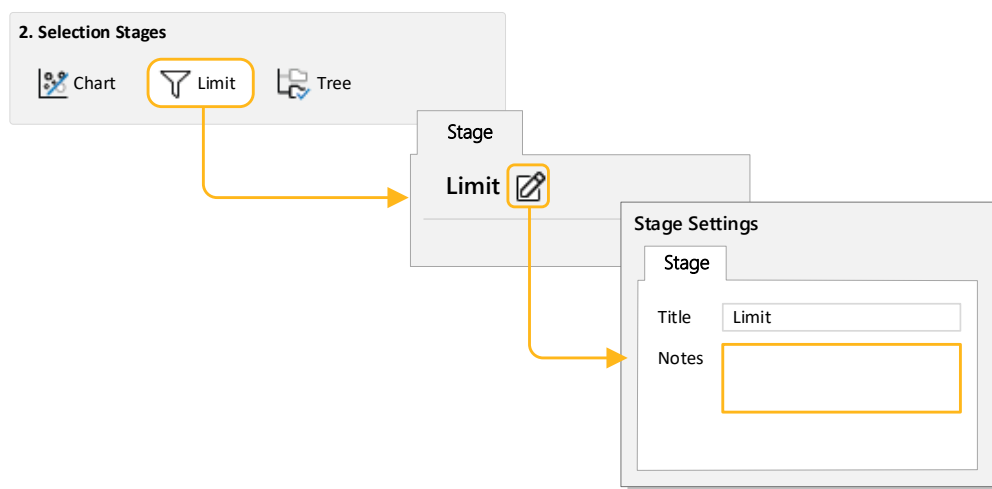 2. Selection Stages
Chart Limit Tree
Stage
Limit
Stage Settings
Stage
Title Limit
Notes